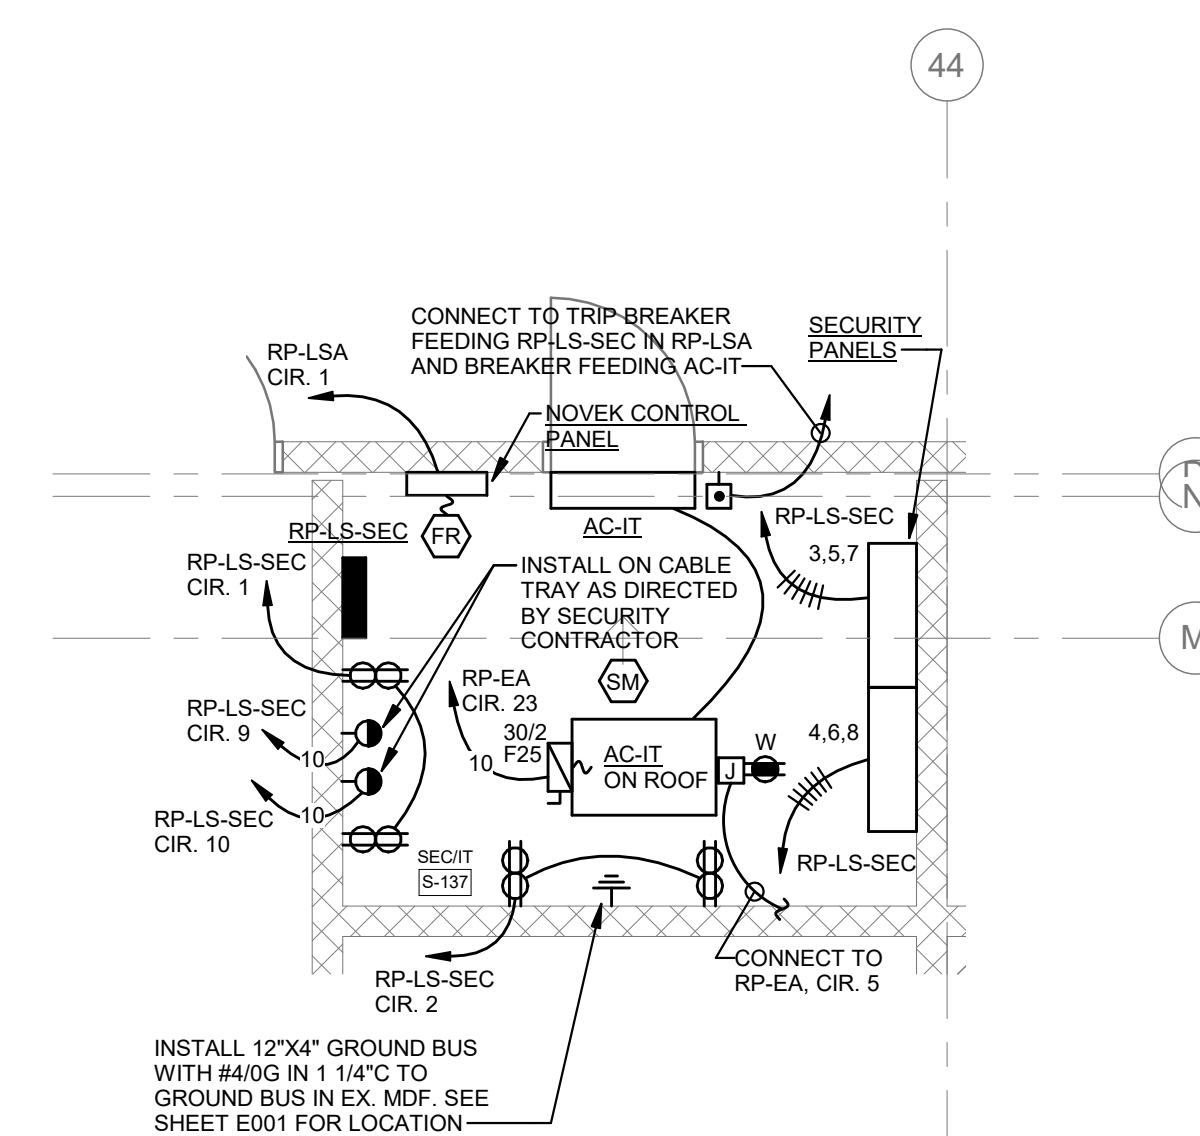 44
CONNECT TO TRIP BREAKER
FEEDING RP-LS-SEC IN RP-LSA
AND BREAKER FEEDING AC-IT
SECURITY
PANELS
RP-LSA
CIR. 1
NOVEK CONTROL
PANEL
N
RP-LS-SEC
FR
AC-IT
RP-LS-SEC
3,5,7
RP-LS-SEC
CIR. 1
INSTALL ON CABLE
TRAY AS DIRECTED
BY SECURITY
CONTRACTOR
M
SM
RP-EA
CIR. 23
RP-LS-SEC
CIR. 9
10
30/2
F25
10
AC-IT
ON ROOF
J
W
4,6,8
10
RP-LS-SEC
CIR. 10
SEC/IT
S-137
RP-LS-SEC
RP-LS-SEC
CIR. 2
CONNECT TO
RP-EA, CIR. 5
INSTALL 12"X4" GROUND BUS
WITH #4/0G IN 1 1/4"C TO
GROUND BUS IN EX. MDF. SEE
SHEET E001 FOR LOCATION